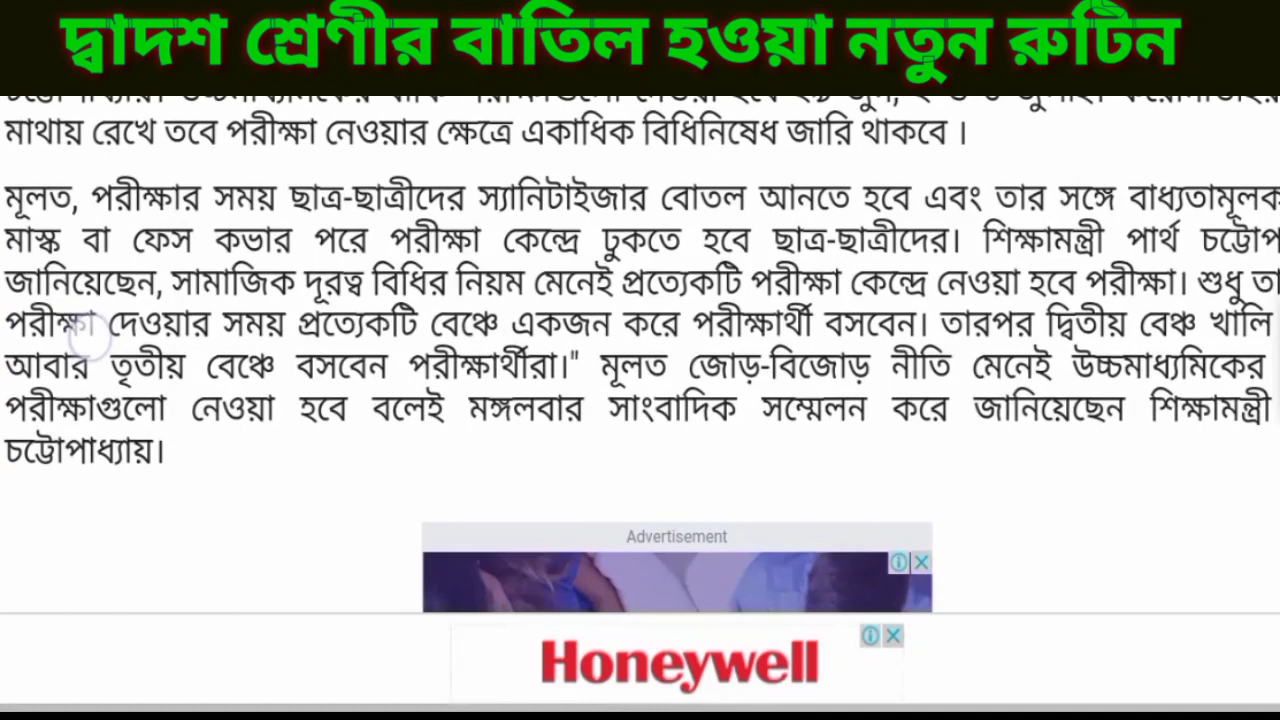 দ্বাদশ শ্রেণীর বাতিল হওয়া নতুন রুটিন
মাথায় রেখে তবে পরীক্ষা নেওয়ার ক্ষেত্রে একাধিক বিধিনিষেধ জারি থাকবে ।
মূলত, পরীক্ষার সময় ছাত্র-ছাত্রীদের স্যানিটাইজার বোতল আনতে হবে এবং তার সঙ্গে
মাস্ক বা ফেস কভার পরে পরীক্ষা কেন্দ্রে ঢুকতে হবে ছাত্র-ছাত্রীদের। শিক্ষামন্ত্রী পার্থ
জানিয়েছেন, সামাজিক দূরত্ব বিধির নিয়ম মেনেই প্রত্যেকটি পরীক্ষা কেন্দ্রে নেওয়া হবে পরীক্ষা। শুধু
পরীক্ষা দেওয়ার সময় প্রত্যেকটি বেঞ্চে একজন করে পরীক্ষার্থী বসবেন। তারপর দ্বিতীয় বেঞ্চ খালি
আবার তৃতীয় বেঞ্চে বসবেন পরীক্ষার্থীরা।" মূলত জোড়-বিজোড় নীতি মেনেই উচ্চমাধ্যমিকের
পরীক্ষাগুলো নেওয়া হবে বলেই মঙ্গলবার সাংবাদিক সম্মেলন করে জানিয়েছেন শিক্ষামন্ত্রী
চট্টোপাধ্যায়।
Advertisement
Honeywell